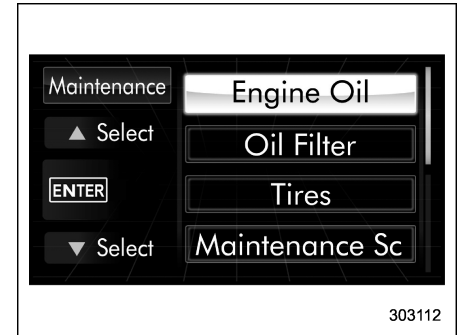 Maintenance
▲ Select
ENTER
▼ Select
Engine Oil
Oil Filter
Tires
Maintenance Sc
303112